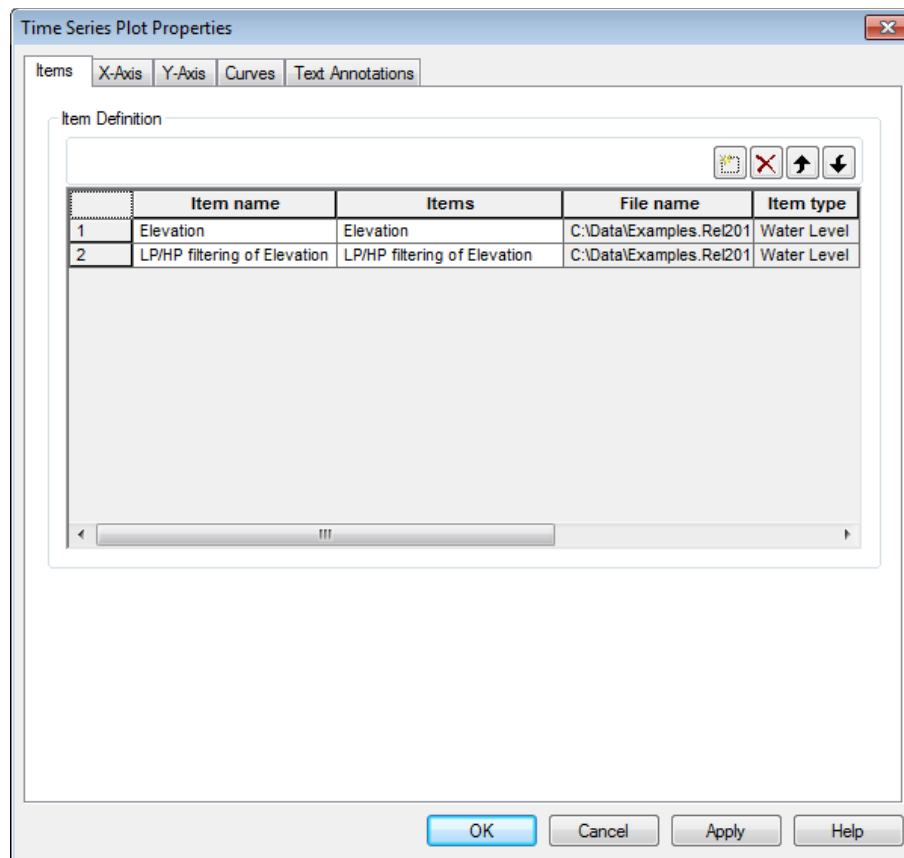 Time Series Plot Properties
Items X-Axis Y-Axis Curves Text Annotations
Item Definition
Item name Items File name Item type
1 Elevation Elevation C:\Data\Examples.Rel201 Water Level
2 LP/HP filtering of Elevation LP/HP filtering of Elevation C:\Data\Examples.Rel201 Water Level
OK Cancel Apply Help